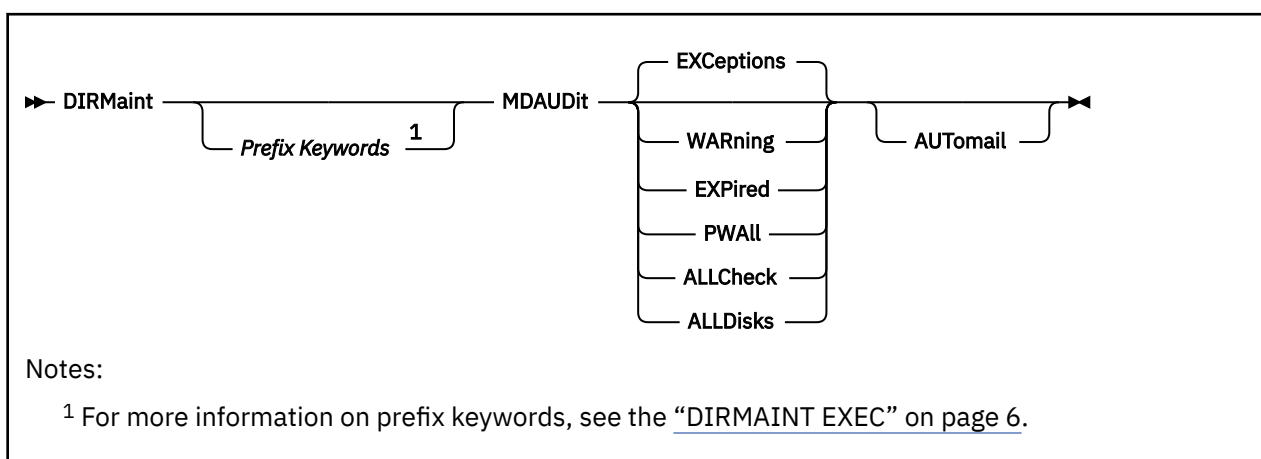 EXCeptions
DIRMaint MDAUDit
Prefix Keywords 1
WARning AUTomail
EXPired
PWAll
ALLCheck
ALLDisks
Notes:
1 For more information on prefix keywords, see the “DIRMAINT EXEC” on page 6.